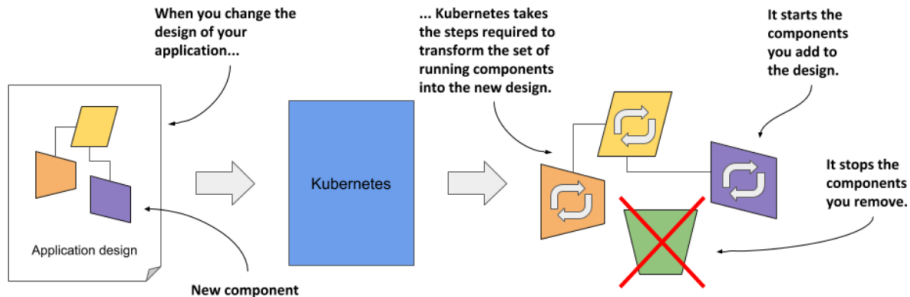 When you change the
design of your
application...
... Kubernetes takes
the steps required to
transform the set of
running components
into the new design.
It starts the
components
you add to
the design.
Kubernetes
It stops the
components
you remove.
Application design
New component